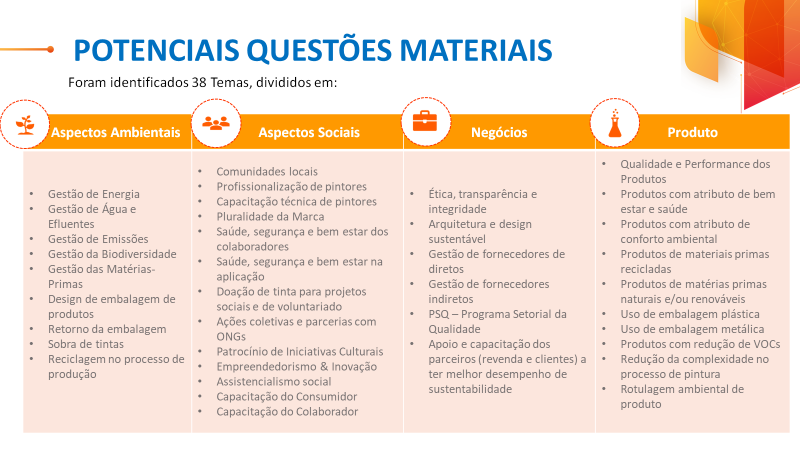 POTENCIAIS QUESTÕES MATERIAIS
Foram identificados 38 Temas, divididos em:
Aspectos Ambientais
• Gestão de Energia
• Gestão de Água e
Efluentes
• Gestão de Emissões
• Gestão da Biodiversidade
• Gestão das Matérias-
Primas
• Design de embalagem de
produtos
• Retorno da embalagem
• Sobra de tintas
• Reciclagem no processo de
produção
Aspectos Sociais
• Comunidades locais
• Profissionalização de pintores
• Capacitação técnica de pintores
• Pluralidade da Marca
• Saúde, segurança e bem estar dos
colaboradores
• Saúde, segurança e bem estar na
aplicação
• Doação de tinta para projetos
sociais e de voluntariado
• Ações coletivas e parcerias com
ONGs
• Patrocínio de Iniciativas Culturais
• Empreendedorismo & Inovação
• Assistencialismo social
• Capacitação do Consumidor
• Capacitação do Colaborador
Negócios
• Ética, transparência e
integridade
• Arquitetura e design
sustentável
• Gestão de fornecedores de
diretos
• Gestão de fornecedores
indiretos
• PSQ – Programa Setorial da
Qualidade
• Apoio e capacitação dos
parceiros (revenda e clientes) a
ter melhor desempenho de
sustentabilidade
Produto
• Qualidade e Performance dos
Produtos
• Produtos com atributo de bem
estar e saúde
• Produtos com atributo de
conforto ambiental
• Produtos de materiais primas
recicladas
• Produtos de matérias primas
naturais e/ou renováveis
• Uso de embalagem plástica
• Uso de embalagem metálica
• Produtos com redução de VOCs
• Redução da complexidade no
processo de pintura
• Rotulagem ambiental de
produto